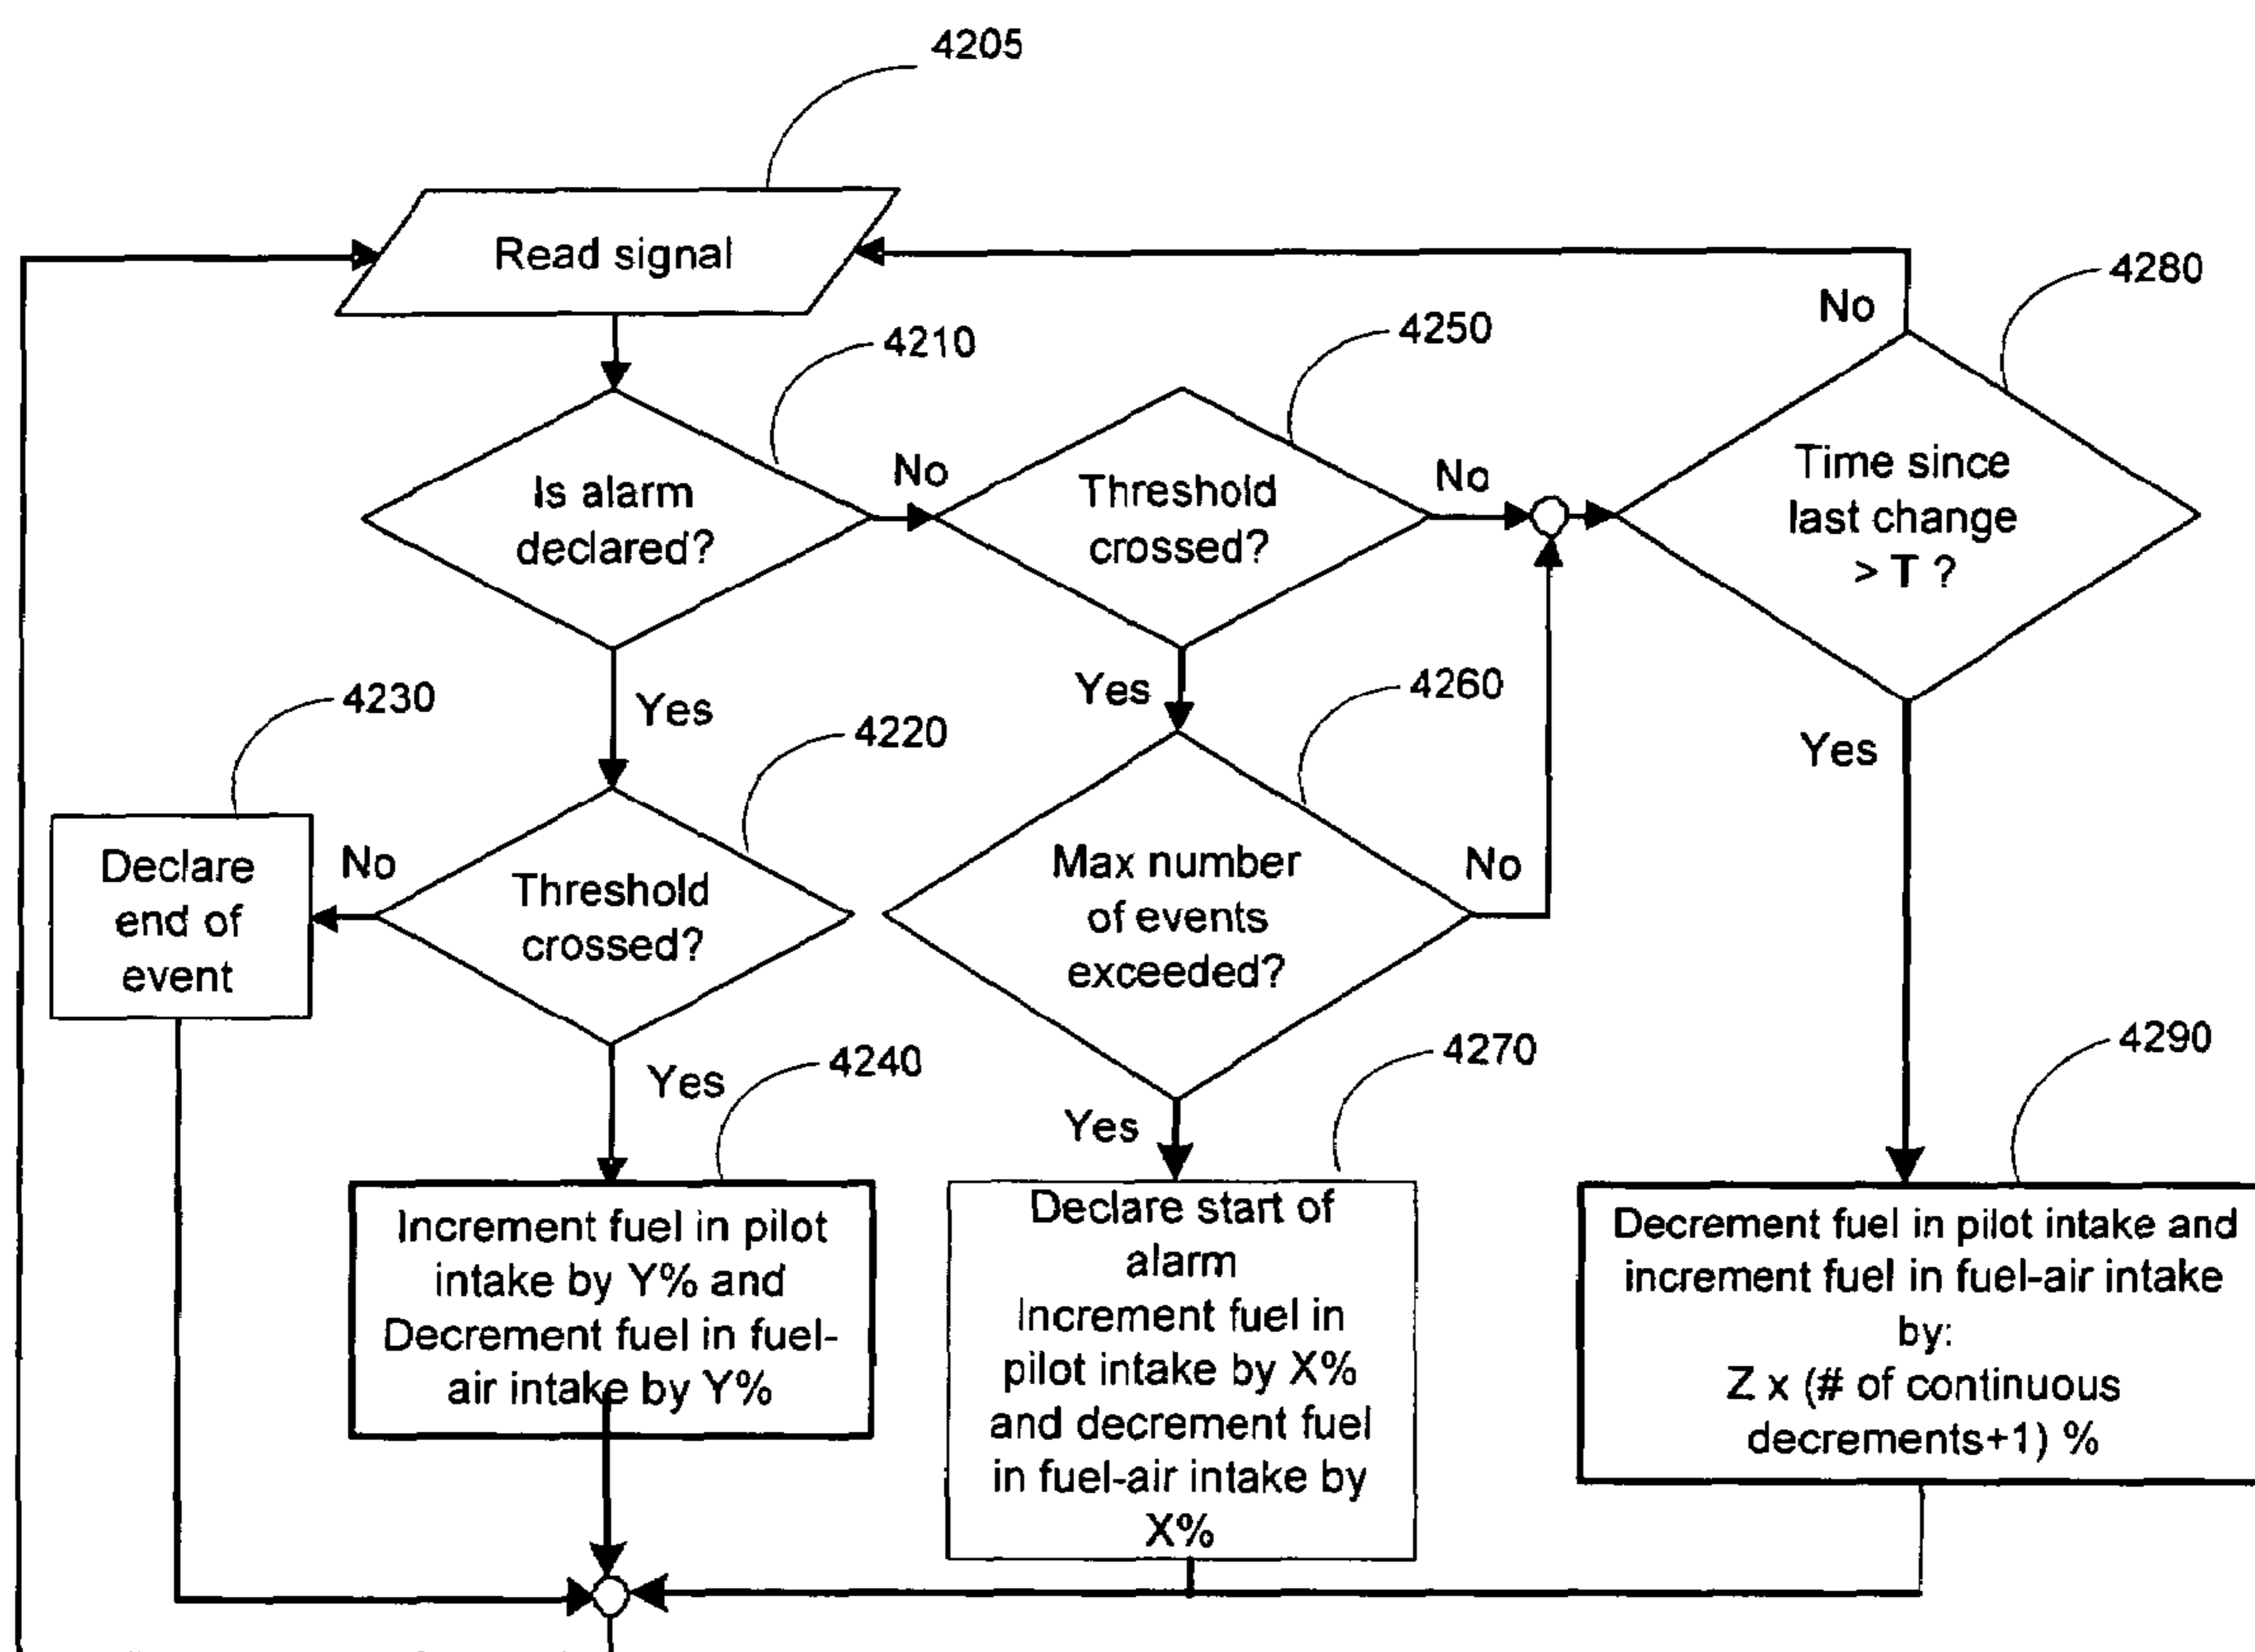 4205
Read signal
4280
No
4250
4210
No
No
Is alarm
declared?
Threshold
crossed?
Time since
last change
> T ?
4230
Yes
4220
Yes
4260
Yes
No
Declare
end of
event
Threshold
crossed?
Max number
of events
exceeded?
No
Yes
4240
Yes
4270
4290
Increment fuel in pilot
intake by Y% and
Decrement fuel in fuel-
air intake by Y%
Declare start of
alarm
Increment fuel in
pilot intake by X%
and decrement fuel
in fuel-air intake by
X%
Decrement fuel in pilot intake and
increment fuel in fuel-air intake
by:
Z x (# of continuous
decrements+1) %